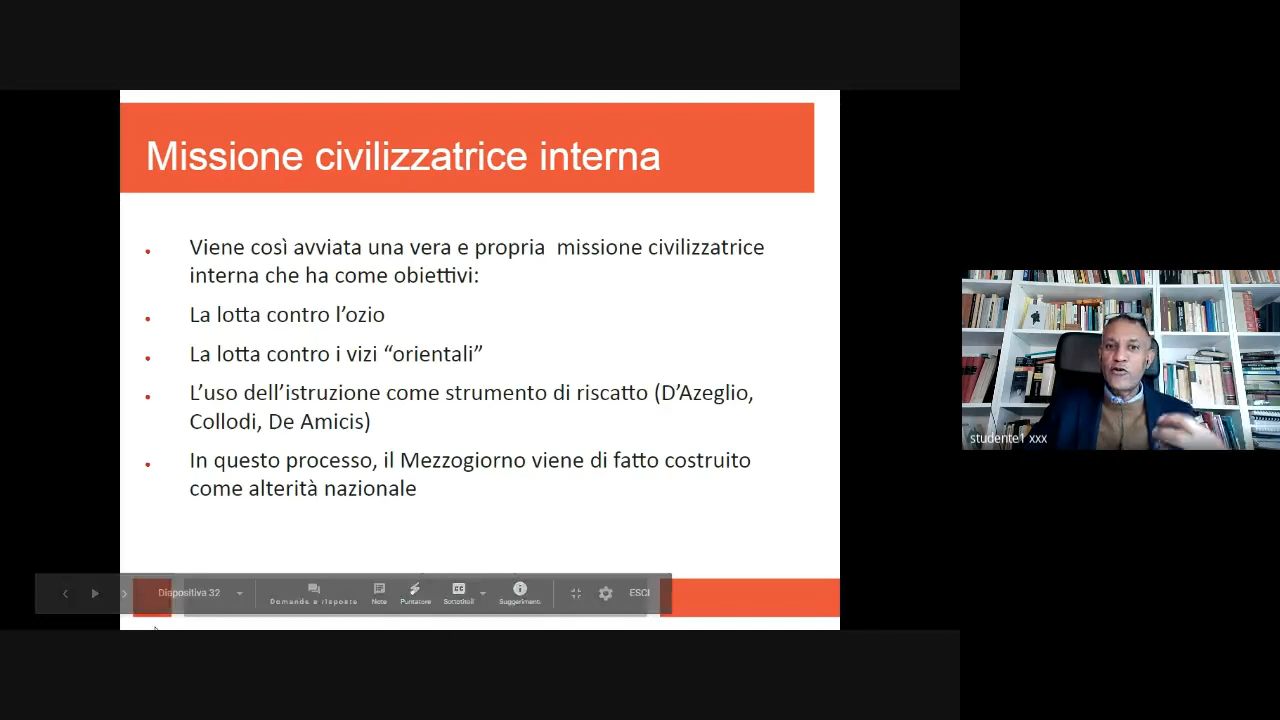 Missione civilizzatrice interna
Viene così avviata una vera e propria missione civilizzatrice
interna che ha come obiettivi:
La lotta contro l’ozio
La lotta contro i vizi “orientali”
L’uso dell’istruzione come strumento di riscatto (D’Azeglio,
Collodi, De Amicis)
In questo processo, il Mezzogiorno viene di fatto costruito
come alterità nazionale
studente1 xxx
Diapositiva 32
Domande e risposte
Note
Puntatore
Sottotitoli
Suggerimenti
ESCI